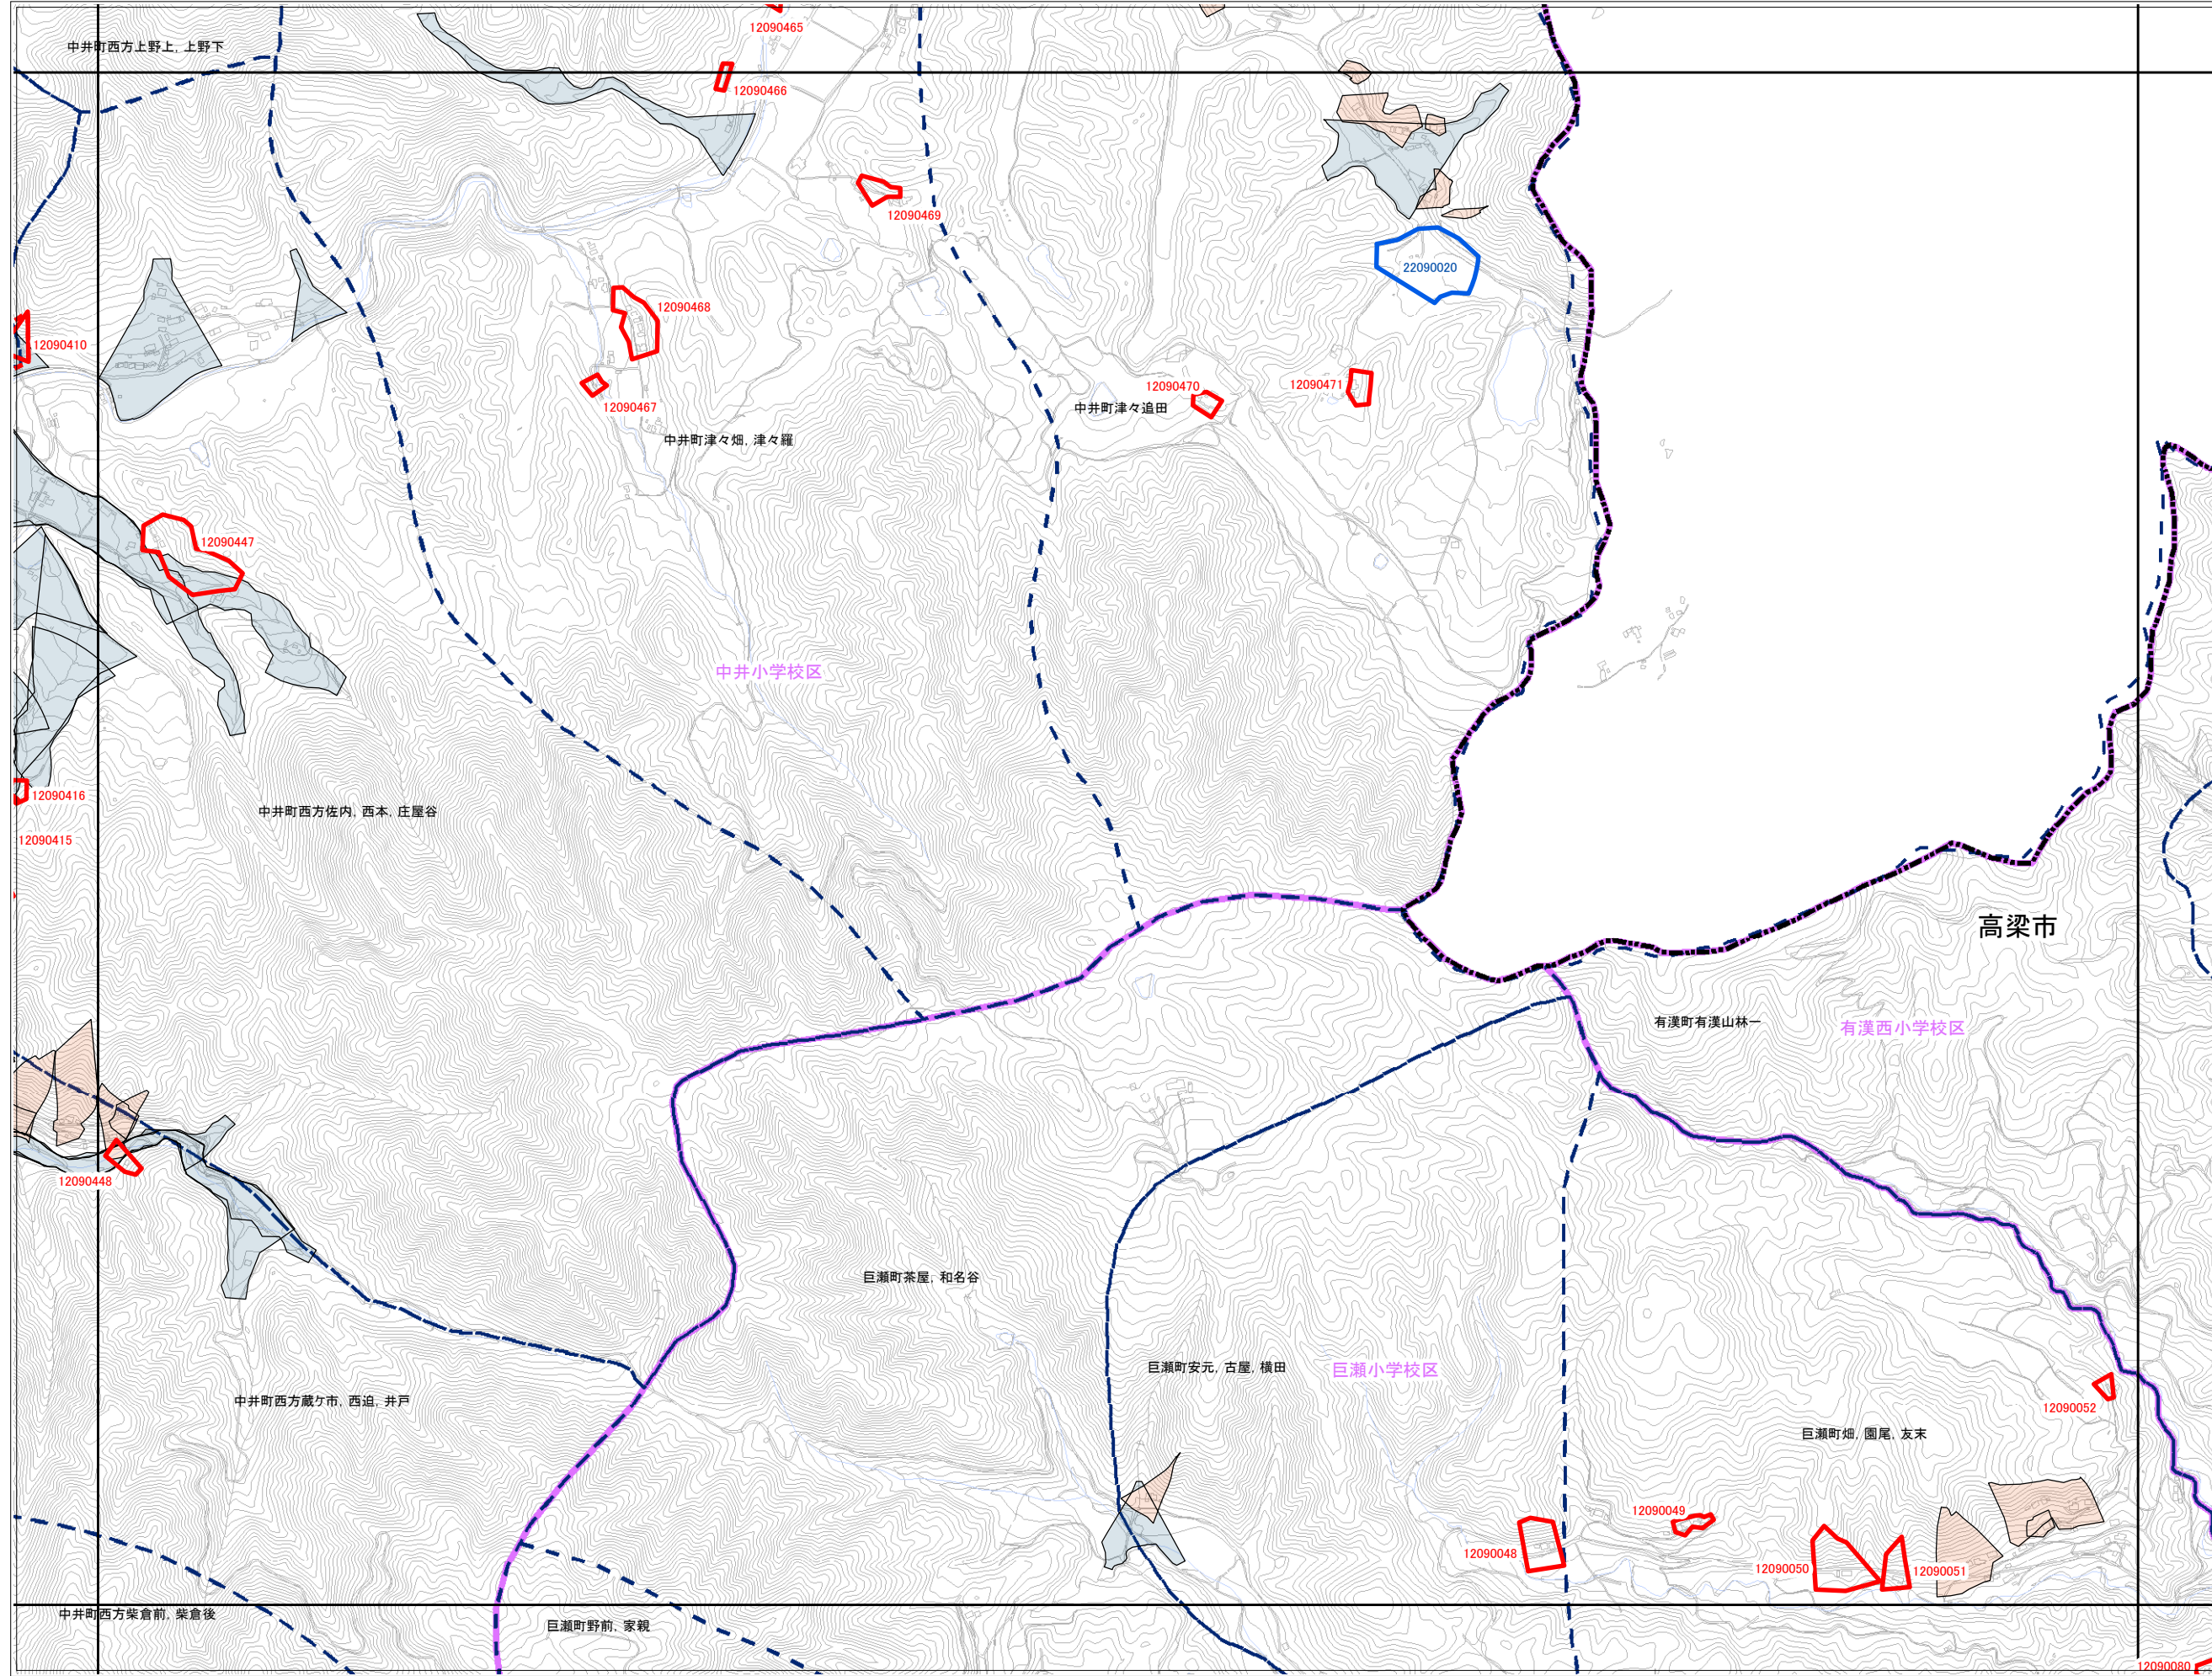 12090465
中井町西方上野上, 上野下
12090466
12090469
22090020
12090468
12090410
12090470
12090471
12090467
中井町津々追田
中井町津々畑, 津々羅
12090447
中井小学校区
12090416
中井町西方佐内, 西本, 庄屋谷
12090415
高梁市
有漢町有漢山林一
有漢西小学校区
12090448
巨瀬町茶屋, 和名谷
巨瀬町安元, 古屋, 横田
巨瀬小学校区
中井町西方蔵ケ市, 西迫, 井戸
12090052
巨瀬町畑, 園尾, 友末
12090049
12090048
12090050
12090051
中井町西方柴倉前, 柴倉後
巨瀬町野前, 家親
12090080